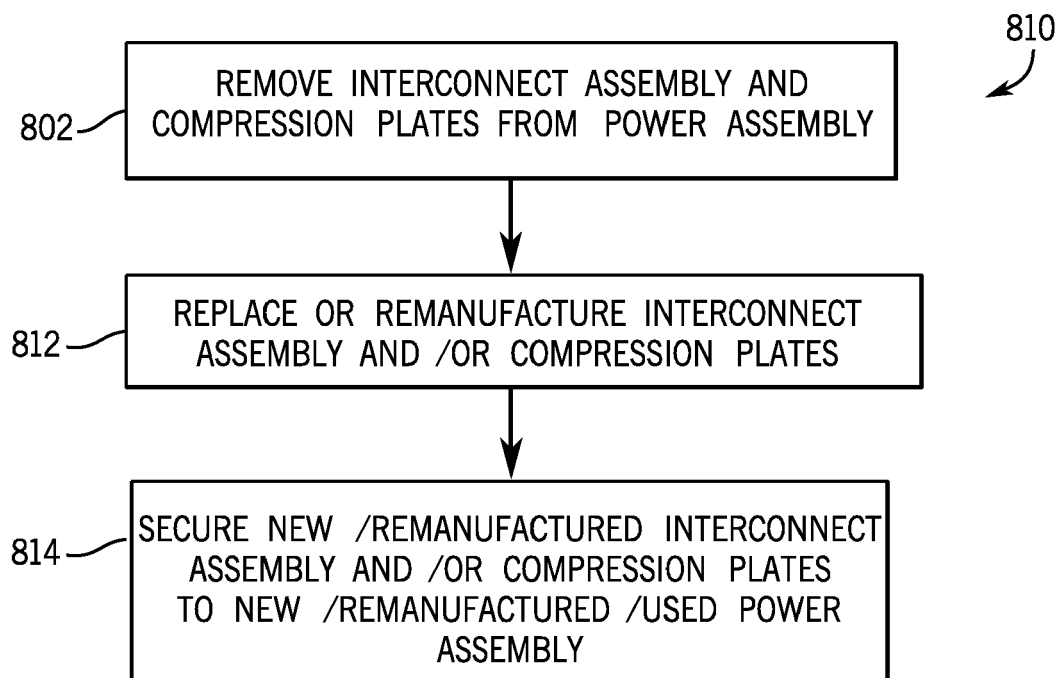 810
REMOVE INTERCONNECT ASSEMBLY AND
COMPRESSION PLATES FROM POWER ASSEMBLY
802
REPLACE OR REMANUFACTURE INTERCONNECT
ASSEMBLY AND /OR COMPRESSION PLATES
812
SECURE NEW /REMANUFACTURED INTERCONNECT
ASSEMBLY AND /OR COMPRESSION PLATES
TO NEW /REMANUFACTURED /USED POWER
ASSEMBLY
814